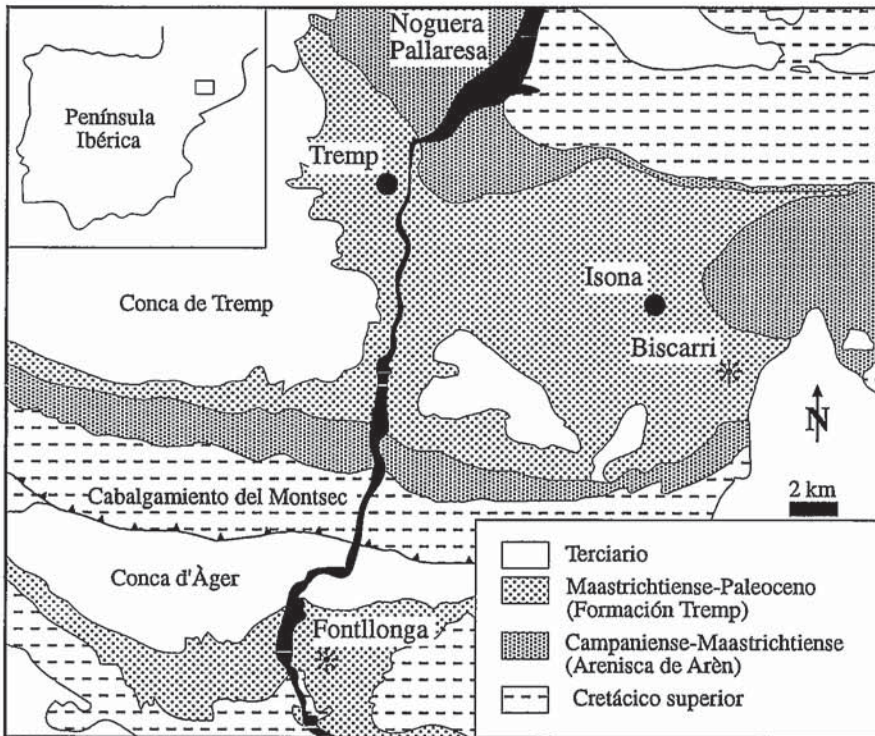 Noguera
Pallaresa
Península
Ibérica
Tremp
Isona
Conca de Tremp
Biscarri
N
2 km
Cabalgamiento del Montsec
Conca d'Àger
Fontllonga
Terciario
Maastrichtiense-Paleoceno
(Formación Tremp)
Campaniense-Maastrichtiense
(Arenisca de Arèn)
Cretácico superior